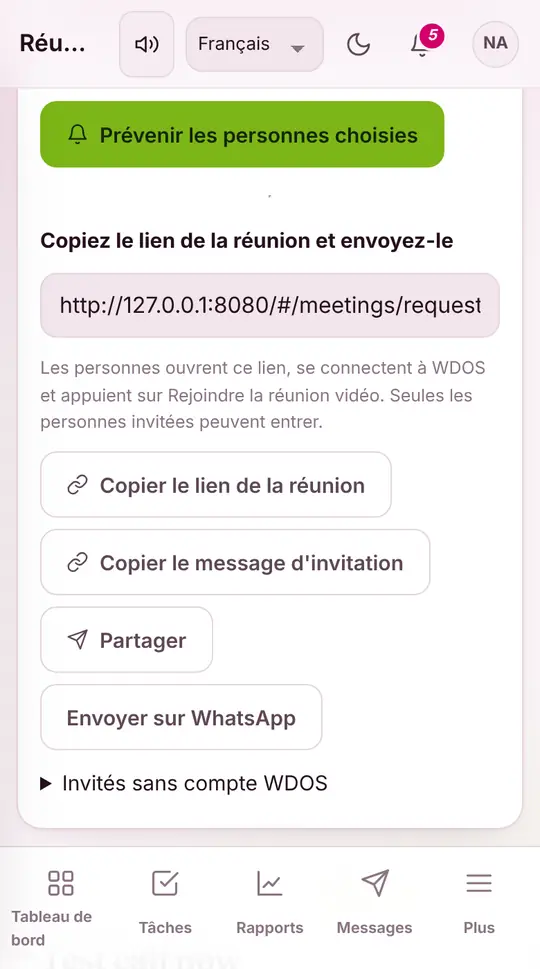 Réu...
Français
5
NA
Prévenir les personnes choisies
Copiez le lien de la réunion et envoyez-le
http://127.0.0.1:8080/#/meetings/request
Les personnes ouvrent ce lien, se connectent à WDOS
et appuient sur Rejoindre la réunion vidéo. Seules les
personnes invitées peuvent entrer.
Copier le lien de la réunion
Copier le message d'invitation
Partager
Envoyer sur WhatsApp
Invités sans compte WDOS
Tableau de
bord
Tâches
Rapports
Messages
Plus